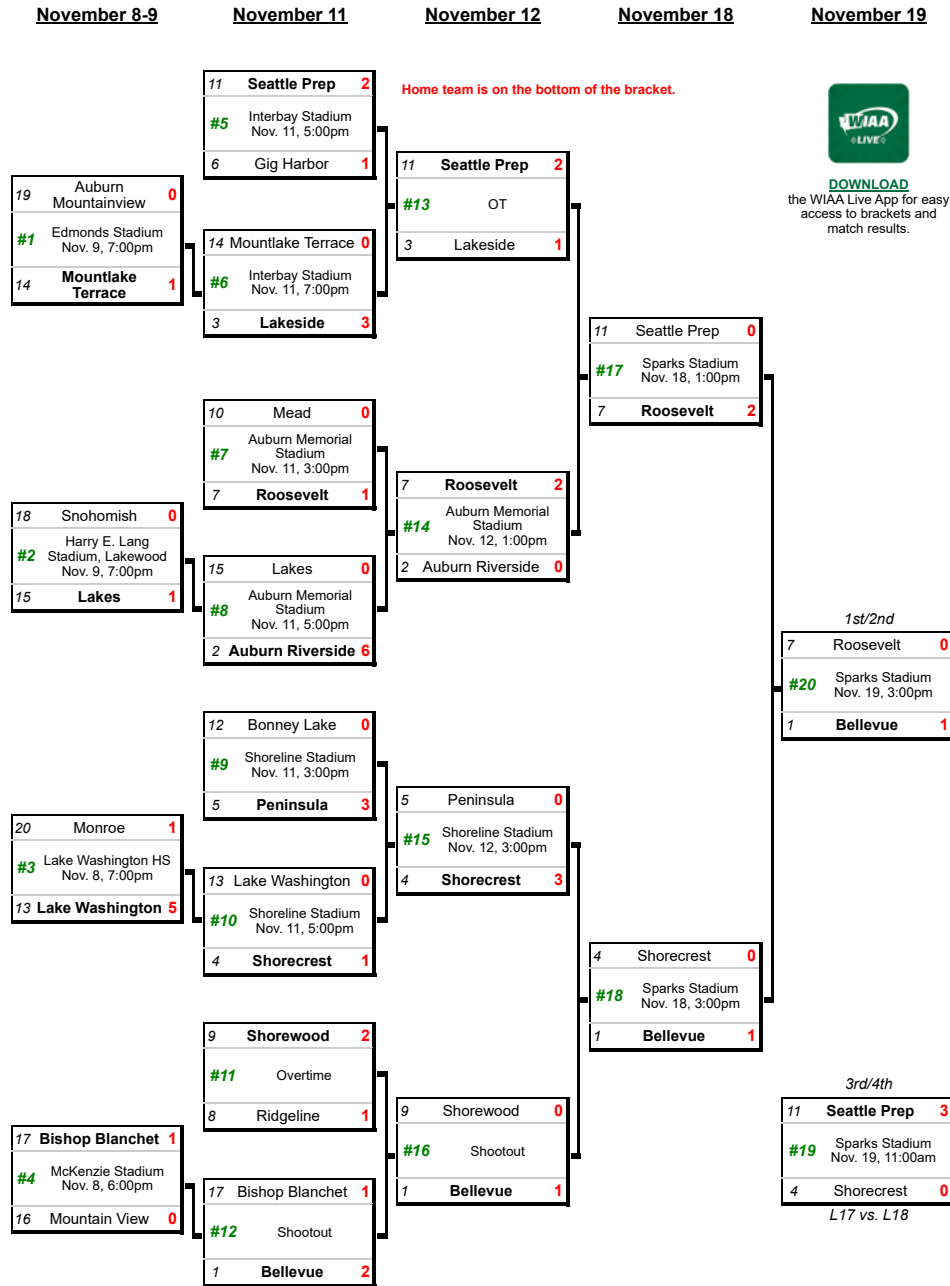 November 8-9
November 11
November 12
November 18
November 19
Home team is on the bottom of the bracket.
WIAA
LIVE
DOWNLOAD
the WIAA Live App for easy
access to brackets and
match results.
19 Auburn Mountainview 0
#1 Edmonds Stadium
Nov. 9, 7:00pm
14 Mountlake Terrace 1
18 Snohomish 0
#2 Harry E. Lang
Stadium, Lakewood
Nov. 9, 7:00pm
15 Lakes 1
20 Monroe 1
#3 Lake Washington HS
Nov. 8, 7:00pm
13 Lake Washington 5
17 Bishop Blanchet 1
#4 McKenzie Stadium
Nov. 8, 6:00pm
16 Mountain View 0
11 Seattle Prep 2
#5 Interbay Stadium
Nov. 11, 5:00pm
6 Gig Harbor 1
14 Mountlake Terrace 0
#6 Interbay Stadium
Nov. 11, 7:00pm
3 Lakeside 3
10 Mead 0
#7 Auburn Memorial
Stadium
Nov. 11, 3:00pm
7 Roosevelt 1
15 Lakes 0
#8 Auburn Memorial
Stadium
Nov. 11, 5:00pm
2 Auburn Riverside 6
12 Bonney Lake 0
#9 Shoreline Stadium
Nov. 11, 3:00pm
5 Peninsula 3
13 Lake Washington 0
#10 Shoreline Stadium
Nov. 11, 5:00pm
4 Shorecrest 1
9 Shorewood 2
#11 Overtime
8 Ridgeline 1
17 Bishop Blanchet 1
#12 Shootout
1 Bellevue 2
11 Seattle Prep 2
#13 OT
3 Lakeside 1
7 Roosevelt 2
#14 Auburn Memorial
Stadium
Nov. 12, 1:00pm
2 Auburn Riverside 0
5 Peninsula 0
#15 Shoreline Stadium
Nov. 12, 3:00pm
4 Shorecrest 3
9 Shorewood 0
#16 Shootout
1 Bellevue 1
11 Seattle Prep 0
#17 Sparks Stadium
Nov. 18, 1:00pm
7 Roosevelt 2
4 Shorecrest 0
#18 Sparks Stadium
Nov. 18, 3:00pm
1 Bellevue 1
1st/2nd
7 Roosevelt 0
#20 Sparks Stadium
Nov. 19, 3:00pm
1 Bellevue 1
3rd/4th
11 Seattle Prep 3
#19 Sparks Stadium
Nov. 19, 11:00am
4 Shorecrest 0
L17 vs. L18